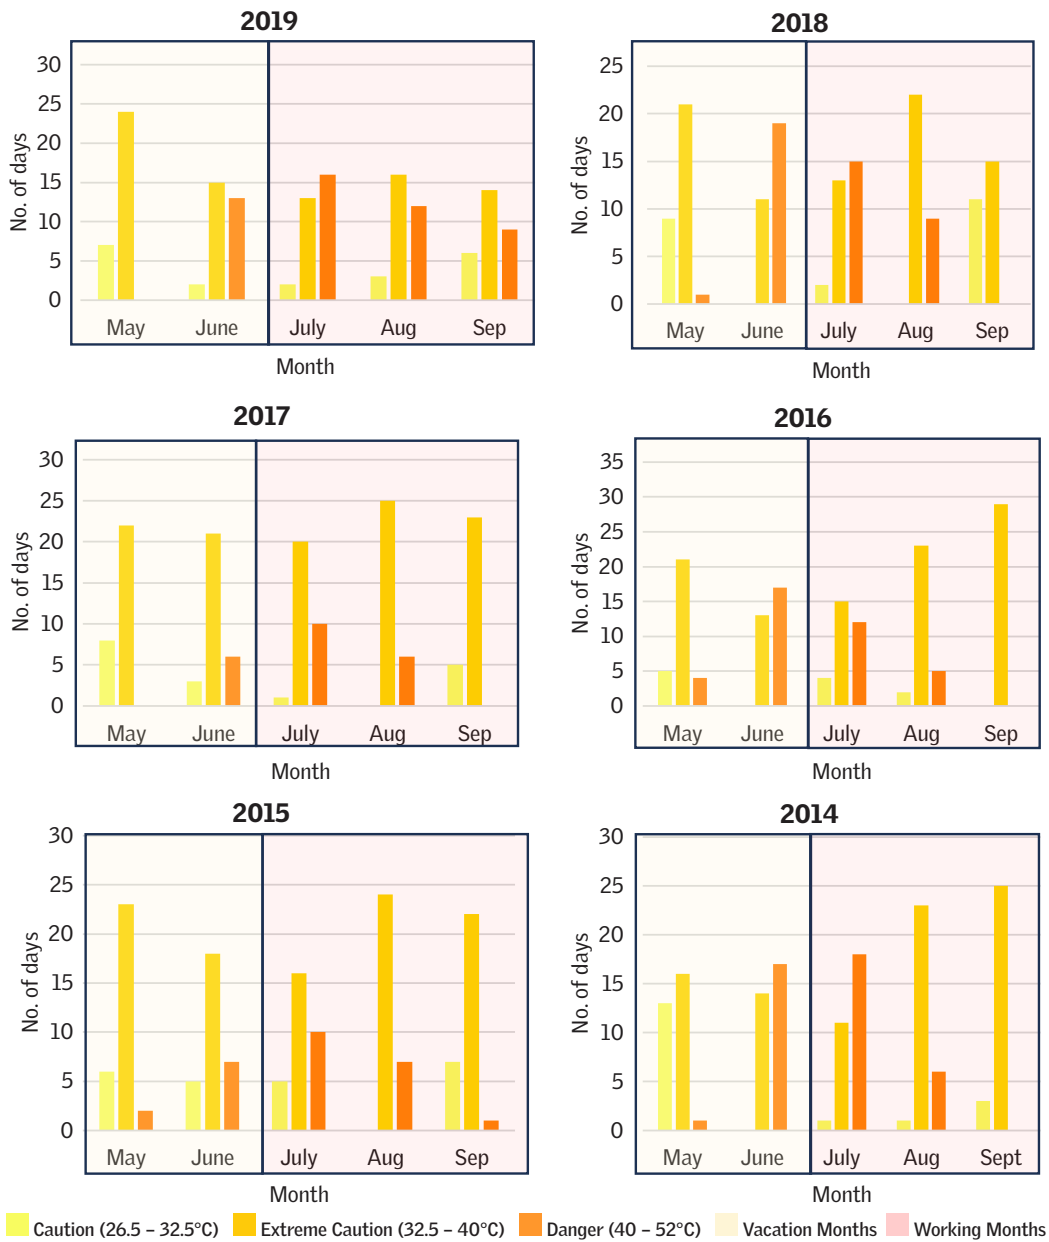 2019
No. of days
30
25
20
15
10
5
0
May June July Aug Sep
Month
2018
No. of days
25
20
15
10
5
0
May June July Aug Sep
Month
2017
No. of days
30
25
20
15
10
5
0
May June July Aug Sep
Month
2016
No. of days
35
30
25
20
15
10
5
0
May June July Aug Sep
Month
2015
No. of days
30
25
20
15
10
5
0
May June July Aug Sep
Month
2014
No. of days
30
25
20
15
10
5
0
May June July Aug Sept
Month
Caution (26.5 – 32.5°C) Extreme Caution (32.5 – 40°C) Danger (40 – 52°C) Vacation Months Working Months